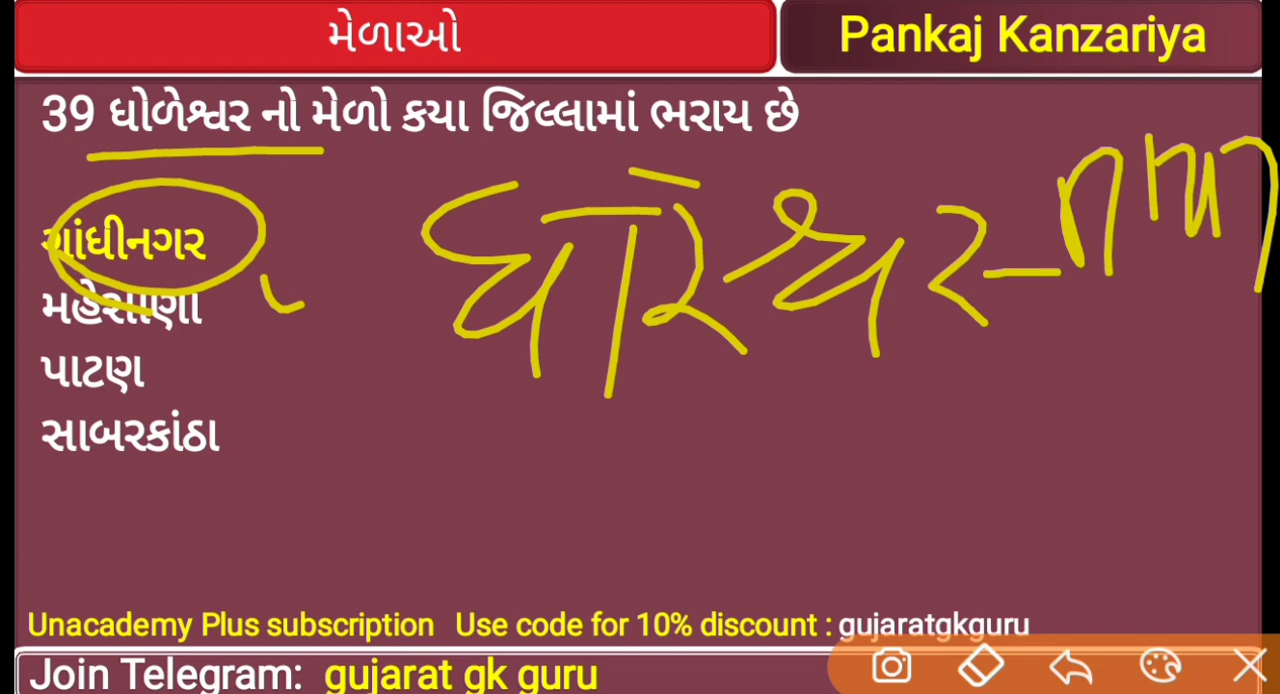 મેળાઓ
Pankaj Kanzariya
39 ધોળેશ્વર નો મેળો કયા જિલ્લામાં ભરાય છે
ગાંધીનગર
મહેસાણા
પાટણ
સાબરકાંઠા
Unacademy Plus subscription Use code for 10% discount : gujaratgkguru
Join Telegram: gujarat gk guru